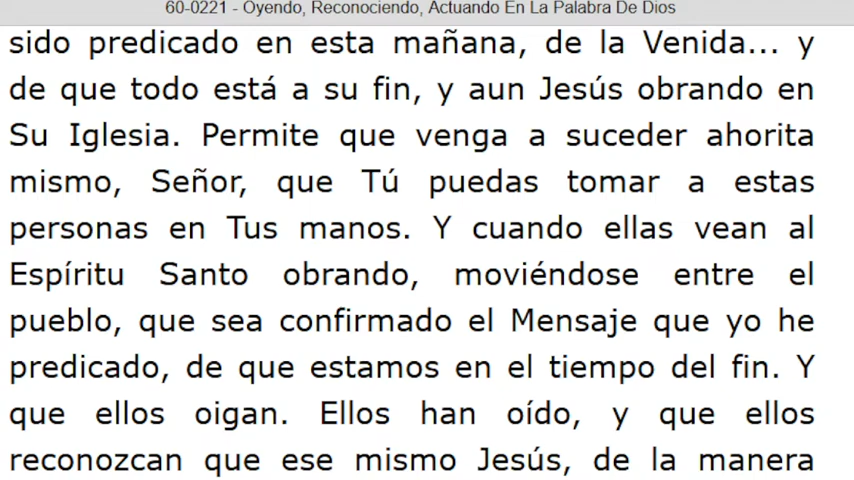 60-0221 - Oyendo, Reconociendo, Actuando En La Palabra De Dios
sido predicado en esta mañana, de la Venida... y
de que todo está a su fin, y aun Jesús obrando en
Su Iglesia. Permite que venga a suceder ahorita
mismo, Señor, que Tú puedas tomar a estas
personas en Tus manos. Y cuando ellas vean al
Espíritu Santo obrando, moviéndose entre el
pueblo, que sea confirmado el Mensaje que yo he
predicado, de que estamos en el tiempo del fin. Y
que ellos oigan. Ellos han oído, y que ellos
reconozcan que ese mismo Jesús, de la manera